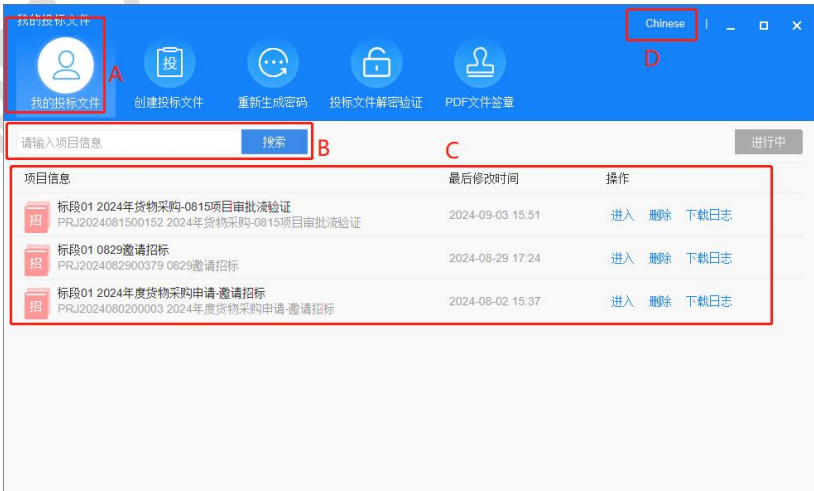 我的投标文件
Chinese
D
投
A
我的投标文件 创建投标文件 重新生成密码 投标文件解密验证 PDF文件签章
请输入项目信息 搜索 B C 进行中
项目信息 最后修改时间 操作
标段01 2024年货物采购-0815项目审批流验证
招 PRJ2024081500152 2024年货物采购-0815项目审批流验证 2024-09-03 15:51 进入 删除 下载日志
标段01 0829邀请招标
招 PRJ2024082900379 0829邀请招标 2024-08-29 17:24 进入 删除 下载日志
标段01 2024年度货物采购申请-邀请招标
招 PRJ2024080200003 2024年度货物采购申请-邀请招标 2024-08-02 15:37 进入 删除 下载日志